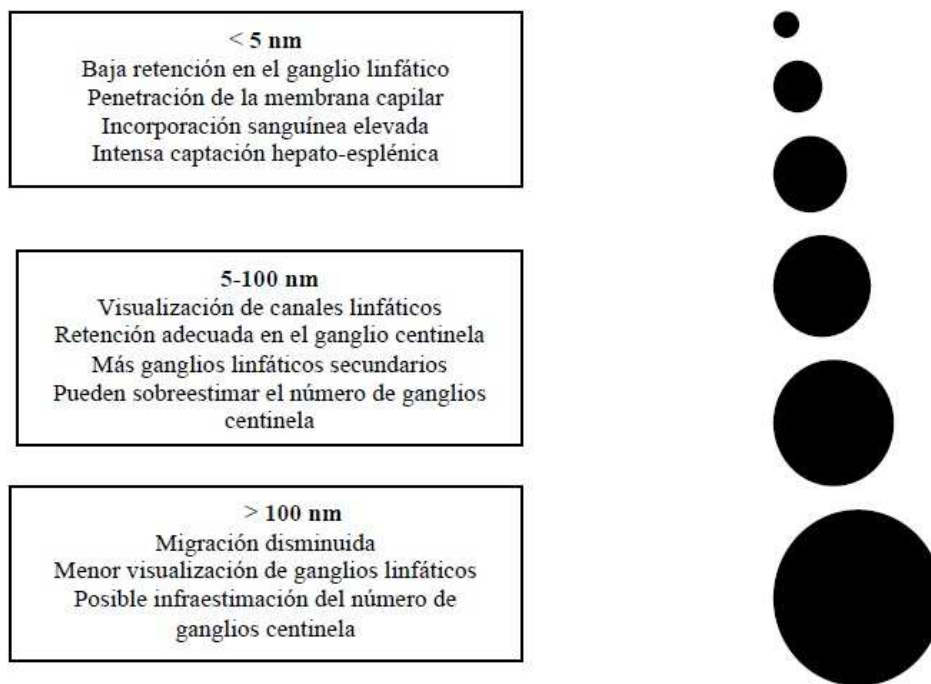 < 5 nm
Baja retención en el ganglio linfático
Penetración de la membrana capilar
Incorporación sanguínea elevada
Intensa captación hepato-esplénica
5-100 nm
Visualización de canales linfáticos
Retención adecuada en el ganglio centinela
Más ganglios linfáticos secundarios
Pueden sobreestimar el número de ganglios
centinela
> 100 nm
Migración disminuida
Menor visualización de ganglios linfáticos
Posible infraestimación del número de
ganglios centinela